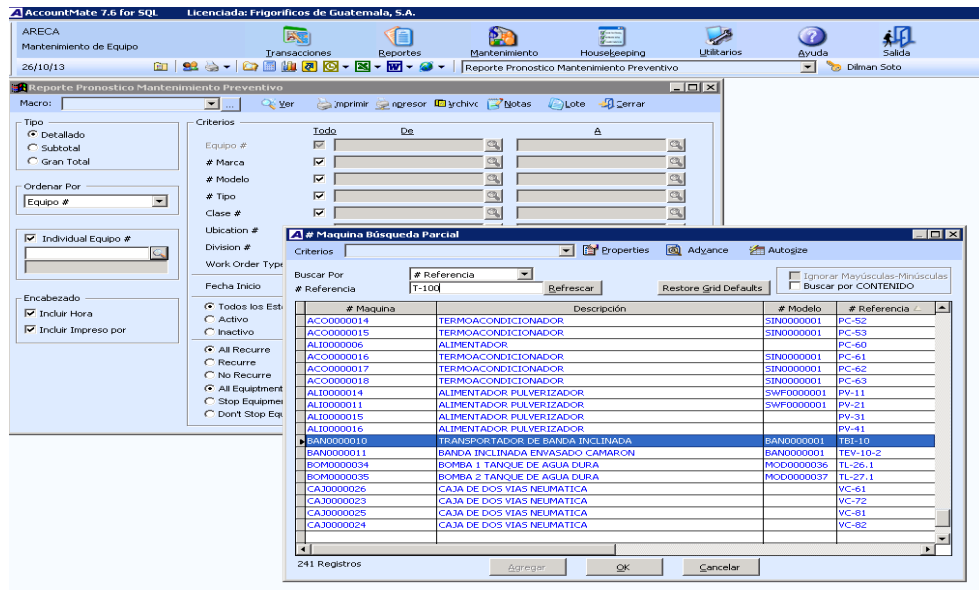 AccountMate 7.6 for SQL Licenciada: Frigorificos de Guatemala, S.A.
ARECA
Mantenimiento de Equipo
Transacciones Reportes Mantenimiento Housekeeping Utilitarios Ayuda Salida
26/10/13 Reporte Pronostico Mantenimiento Preventivo Dilman Soto
Reporte Pronostico Mantenimiento Preventivo
Macro: ... Ver Imprimir Archivo Notas Lote Cerrar
Tipo
Detallado
Subtotal
Gran Total
Ordenar Por
Equipo #
Individual Equipo #
Encabezado
Incluir Hora
Incluir Impreso por
Criterios
Todo De A
Equipo #
# Marca
# Modelo
# Tipo
Clase #
Ubication #
Division #
Work Order Type
Fecha Inicio
Todos los Est
Activo
Inactivo
All Recurre
Recurre
No Recurre
All Equiptment
Stop Equipme
Don't Stop Equ
# Maquina Búsqueda Parcial
Criterios Properties Advance Autosize
Buscar Por # Referencia
# Referencia T-100 Refrescar Restore Grid Defaults
Ignorar Mayúsculas-Minúsculas
Buscar por CONTENIDO
# Maquina Descripción # Modelo # Referencia
ACO0000014 TERMOACONDICIONADOR SIN0000001 PC-52
ACO0000015 TERMOACONDICIONADOR SIN0000001 PC-53
ALI0000006 ALIMENTADOR PC-60
ACO0000016 TERMOACONDICIONADOR SIN0000001 PC-61
ACO0000017 TERMOACONDICIONADOR SIN0000001 PC-62
ACO0000018 TERMOACONDICIONADOR SIN0000001 PC-63
ALI0000014 ALIMENTADOR PULVERIZADOR SWF0000001 PV-11
ALI0000011 ALIMENTADOR PULVERIZADOR SWF0000001 PV-21
ALI0000015 ALIMENTADOR PULVERIZADOR PV-31
ALI0000016 ALIMENTADOR PULVERIZADOR PV-41
BAN0000010 TRANSPORTADOR DE BANDA INCLINADA BAN0000001 TBI-10
BAN0000011 BANDA INCLINADA ENVASADO CAMARON BAN0000001 TEV-10-2
BOM0000034 BOMBA 1 TANQUE DE AGUA DURA MOD0000036 TL-26.1
BOM0000035 BOMBA 2 TANQUE DE AGUA DURA MOD0000037 TL-27.1
CAJ0000026 CAJA DE DOS VIAS NEUMATICA VC-61
CAJ0000023 CAJA DE DOS VIAS NEUMATICA VC-72
CAJ0000025 CAJA DE DOS VIAS NEUMATICA VC-81
CAJ0000024 CAJA DE DOS VIAS NEUMATICA VC-82
241 Registros Agregar OK Cancelar